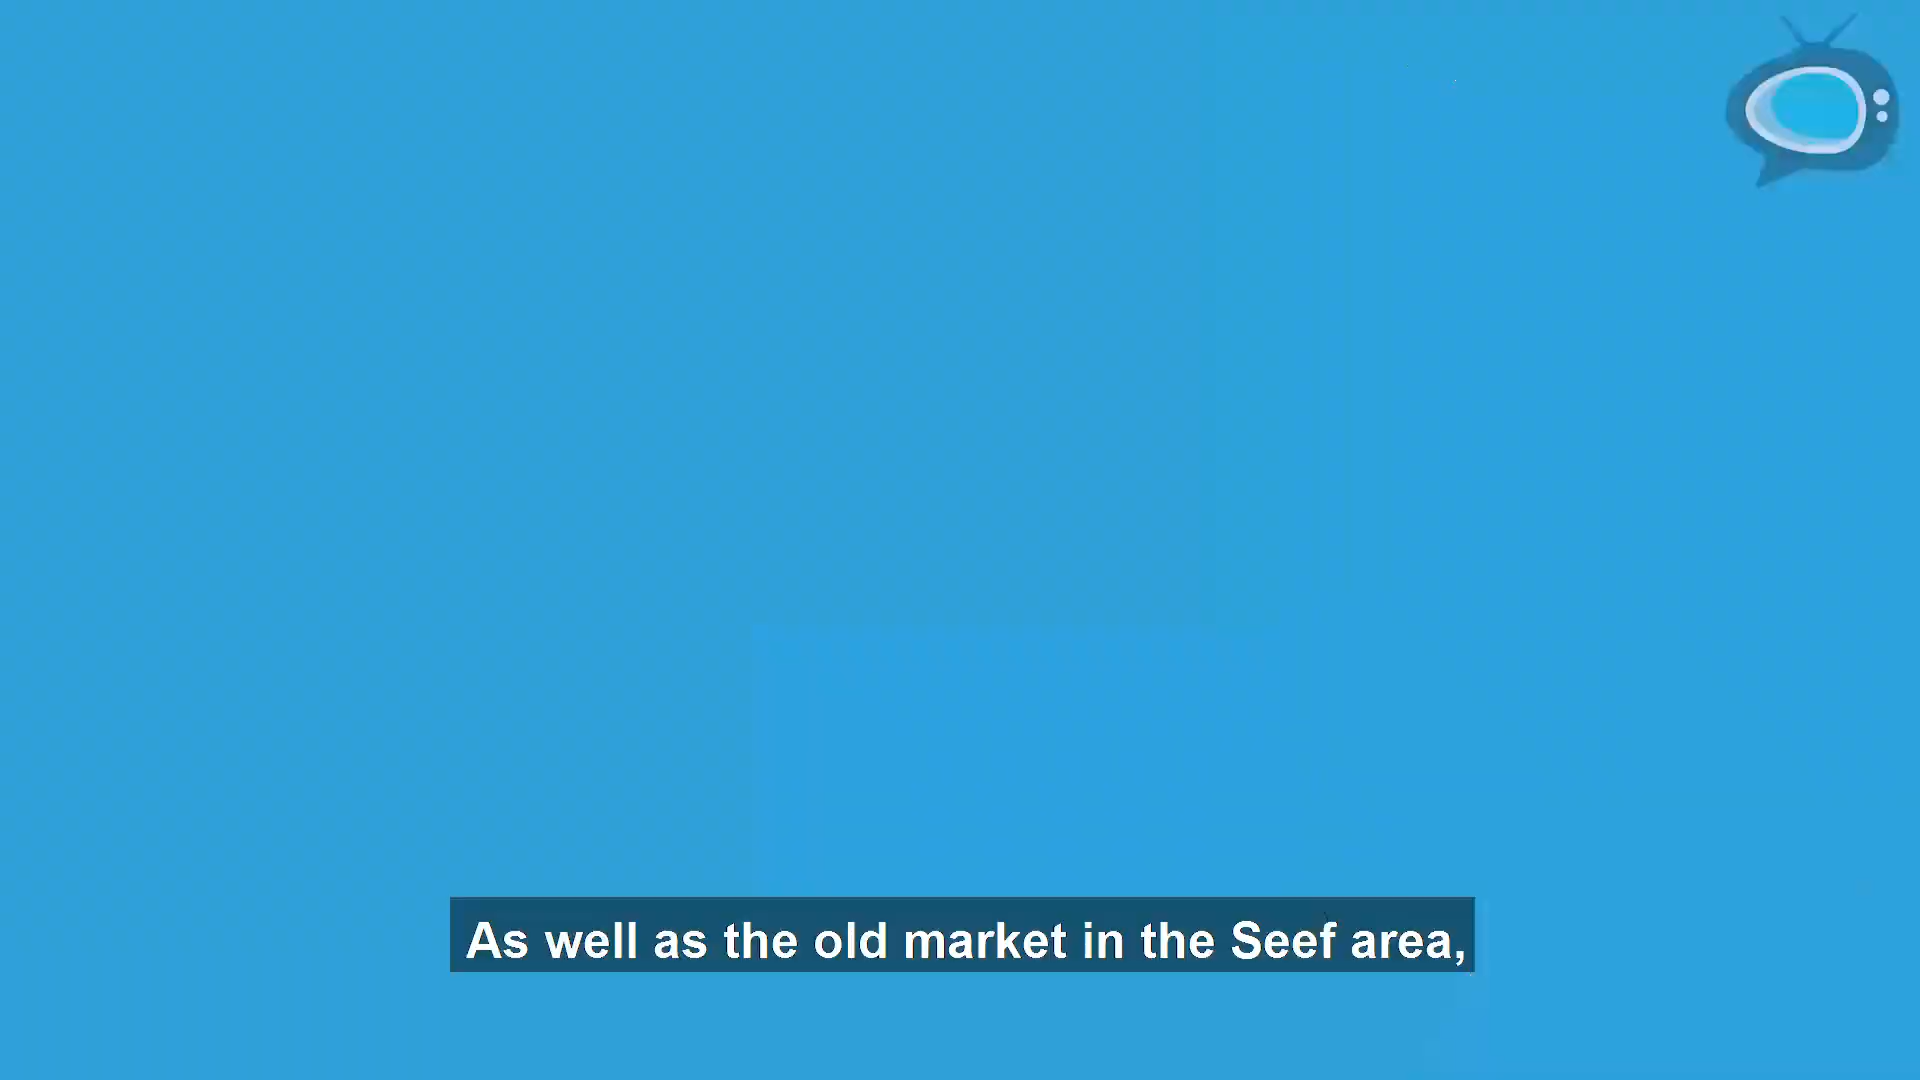 As well as the old market in the Seef area,